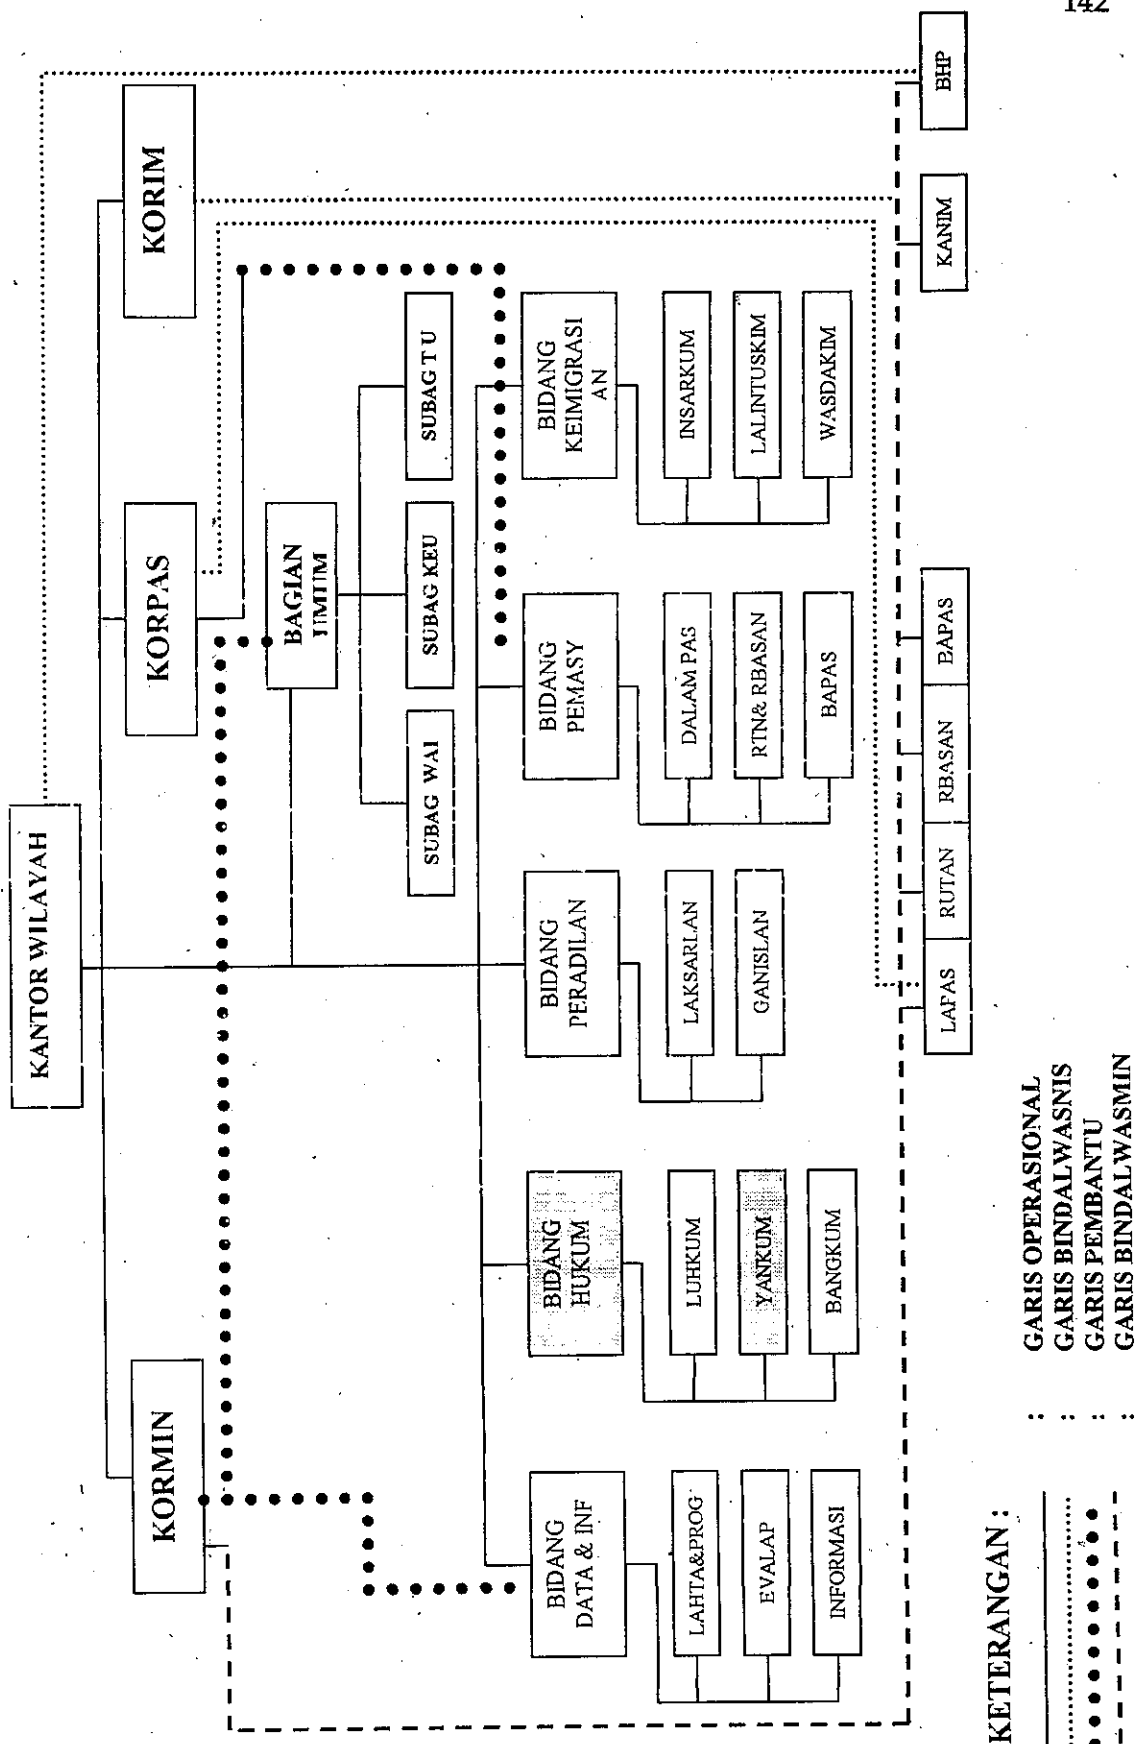 142
KANTOR WILAYAH
KORMIN
KORPAS
KORIM
BAGIAN
UMUM
SUBAG WAI
SUBAG KEU
SUBAG T U
BIDANG
DATA & INF
BIDANG
HUKUM
BIDANG
PERADILAN
BIDANG
PEMASY
BIDANG
KEIMIGRASI
AN
LAHTA&PROG
EVALAP
INFORMASI
LUHKUM
YANKUM
BANGKUM
LAKSARLAN
GANISLAN
DALAM PAS
RTN& RBASAN
BAPAS
INSARKUM
LALINTUSKIM
WASDAKIM
LAPAS
RUTAN
RBASAN
BAPAS
KANIM
BHP
KETERANGAN :
: GARIS OPERASIONAL
: GARIS BINDALWASNIS
: GARIS PEMBANTU
: GARIS BINDALWASMIN